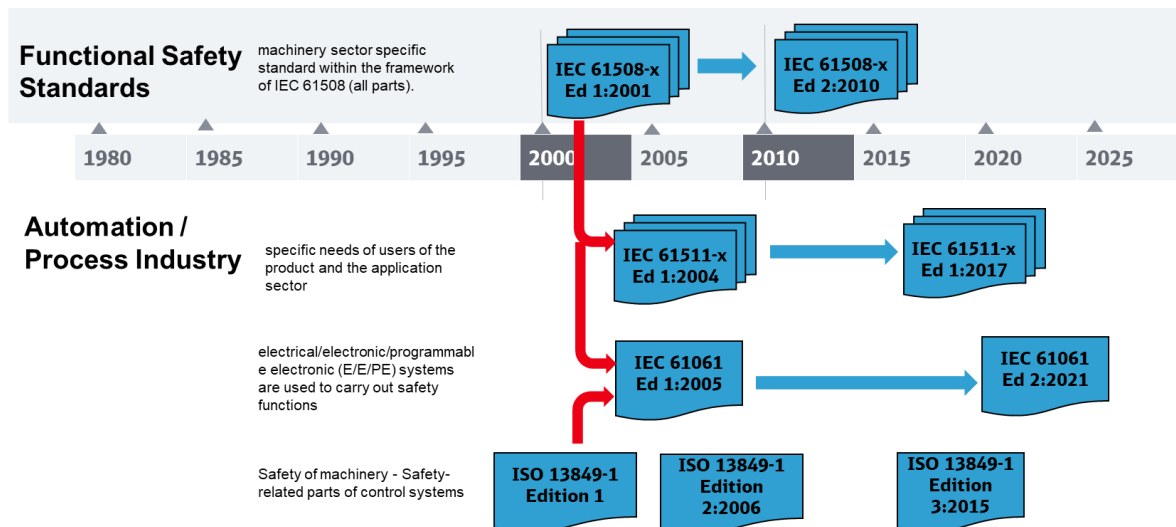 Functional Safety
Standards
machinery sector specific
standard within the framework
of IEC 61508 (all parts).
IEC 61508-x
Ed 1:2001
IEC 61508-x
Ed 2:2010
1980
1985
1990
1995
2000
2005
2010
2015
2020
2025
Automation /
Process Industry
specific needs of users of the
product and the application
sector
IEC 61511-x
Ed 1:2004
IEC 61511-x
Ed 1:2017
electrical/electronic/programmabl
e electronic (E/E/PE) systems
are used to carry out safety
functions
IEC 61061
Ed 1:2005
IEC 61061
Ed 2:2021
Safety of machinery - Safety-
related parts of control systems
ISO 13849-1
Edition 1
ISO 13849-1
Edition
2:2006
ISO 13849-1
Edition
3:2015